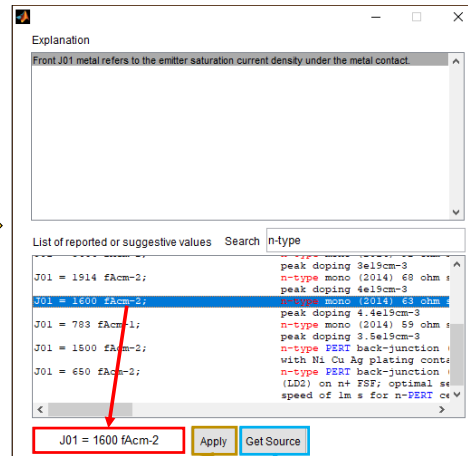 Explanation
Front J01 metal refers to the emitter saturation current density under the metal contact.
List of reported or suggestive values Search n-type
peak doping 3e19cm-3
J01 = 1914 fAcm-2; n-type mono (2014) 68 ohm s
peak doping 4e19cm-3
J01 = 1600 fAcm-2; n-type mono (2014) 63 ohm s
peak doping 4.4e19cm-3
J01 = 783 fAcm-1; n-type mono (2014) 59 ohm s
peak doping 3.5e19cm-3
J01 = 1500 fAcm-2; n-type PERT back-junction (
with Ni Cu Ag plating conta
J01 = 650 fAcm-2; n-type PERT back-junction (
(LD2) on n+ FSF; optimal se
speed of 1m s for n-PERT ce
J01 = 1600 fAcm-2 Apply Get Source